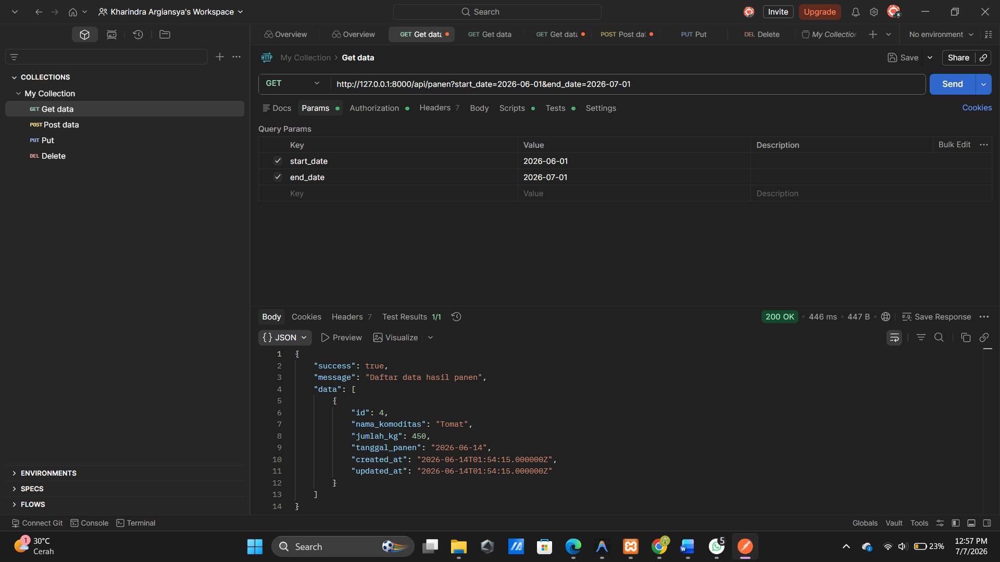 Kharindra Argiansya's Workspace
Search
Invite
Upgrade
K
Overview
Overview
GET Get data
GET Get data
GET Get data
POST Post dat
PUT Put
DEL Delete
My Collection
No environment
COLLECTIONS
My Collection
GET Get data
POST Post data
PUT Put
DEL Delete
HTTP My Collection > Get data
Save
Share
GET
http://127.0.0.1:8000/api/panen?start_date=2026-06-01&end_date=2026-07-01
Send
Docs
Params
Authorization
Headers 7
Body
Scripts
Tests
Settings
Cookies
Query Params
Key Value Description Bulk Edit
start_date 2026-06-01
end_date 2026-07-01
Key Value Description
Body
Cookies
Headers 7
Test Results 1/1
200 OK
446 ms
447 B
e.g. Save Response
{} JSON
Preview
Visualize
1 {
2 "success": true,
3 "message": "Daftar data hasil panen",
4 "data": [
5 {
6 "id": 4,
7 "nama_komoditas": "Tomat",
8 "jumlah_kg": 450,
9 "tanggal_panen": "2026-06-14",
10 "created_at": "2026-06-14T01:54:15.000000Z",
11 "updated_at": "2026-06-14T01:54:15.000000Z"
12 }
13 ]
14 }
ENVIRONMENTS
SPECS
FLOWS
Connect Git
Console
Terminal
Globals
Vault
Tools
1
30°C
Cerah
Search
W
5
23%
12:57 PM
7/7/2026